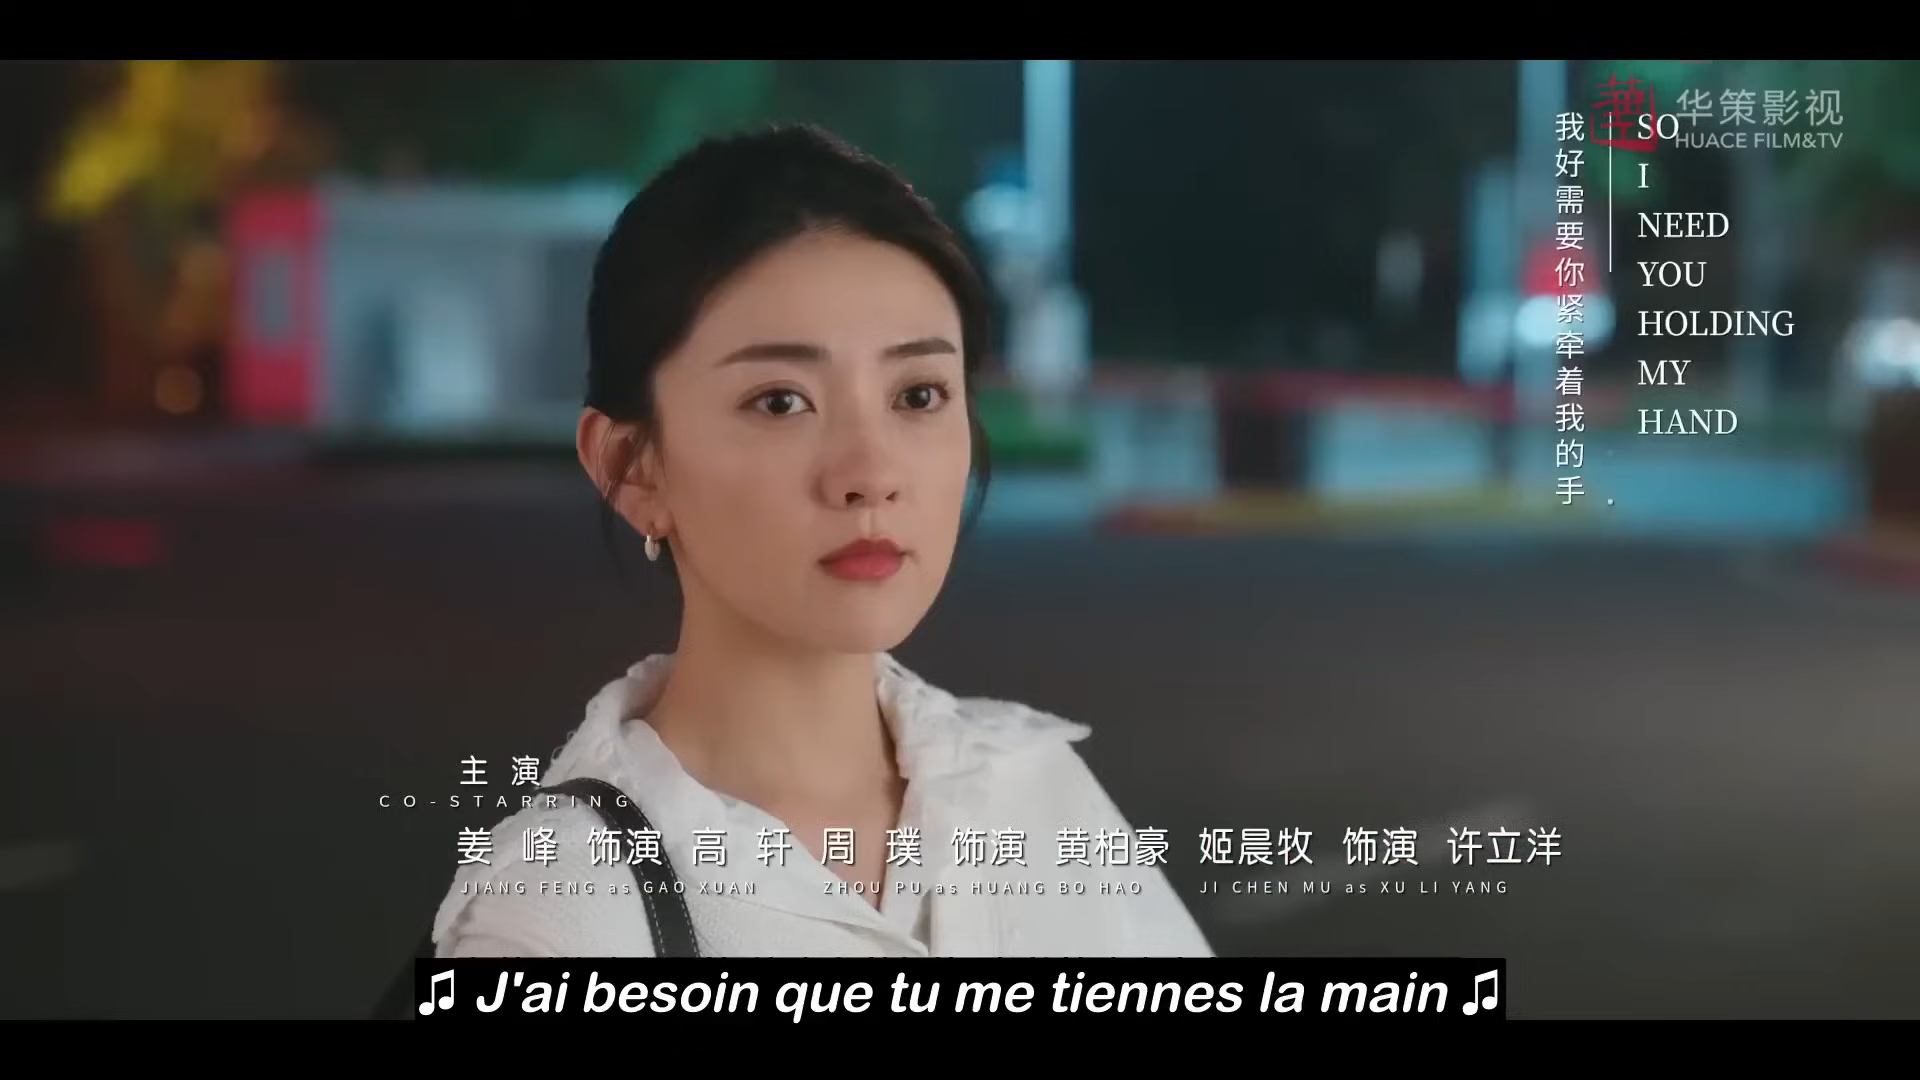 华策影视
HUACE FILM&TV
我好需要你紧牵着我的手
SO
I
NEED
YOU
HOLDING
MY
HAND
主演
CO-STARRING
姜峰 饰演 高轩 周璞 饰演 黄柏豪 姬晨牧 饰演 许立洋
JIANG FENG as GAO XUAN ZHOU PU as HUANG BO HAO JI CHEN MU as XU LI YANG
♫ J'ai besoin que tu me tiennes la main ♫